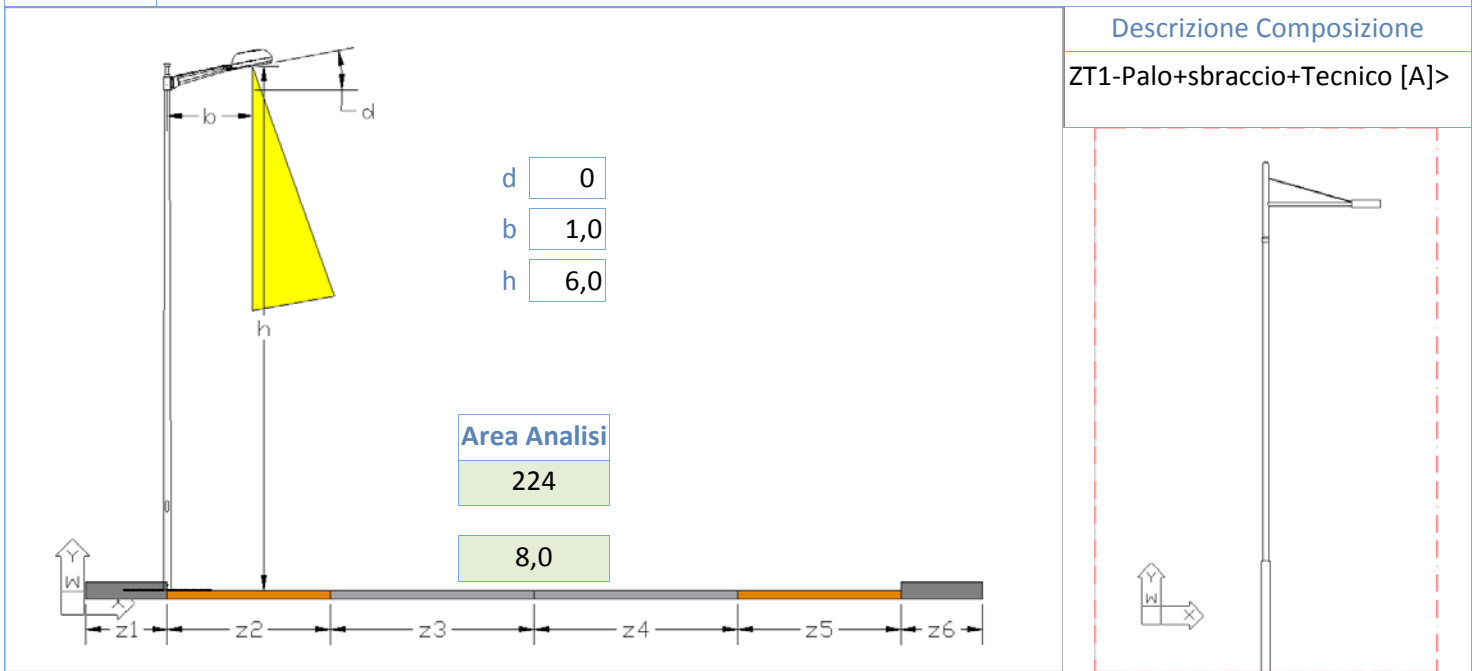 Descrizione Composizione
ZT1-Palo+sbraccio+Tecnico [A]>
d
b
d 0
b 1,0
h 6,0
h
Area Analisi
224
8,0
Y
W
X
z1 z2 z3 z4 z5 z6
Y
W
X